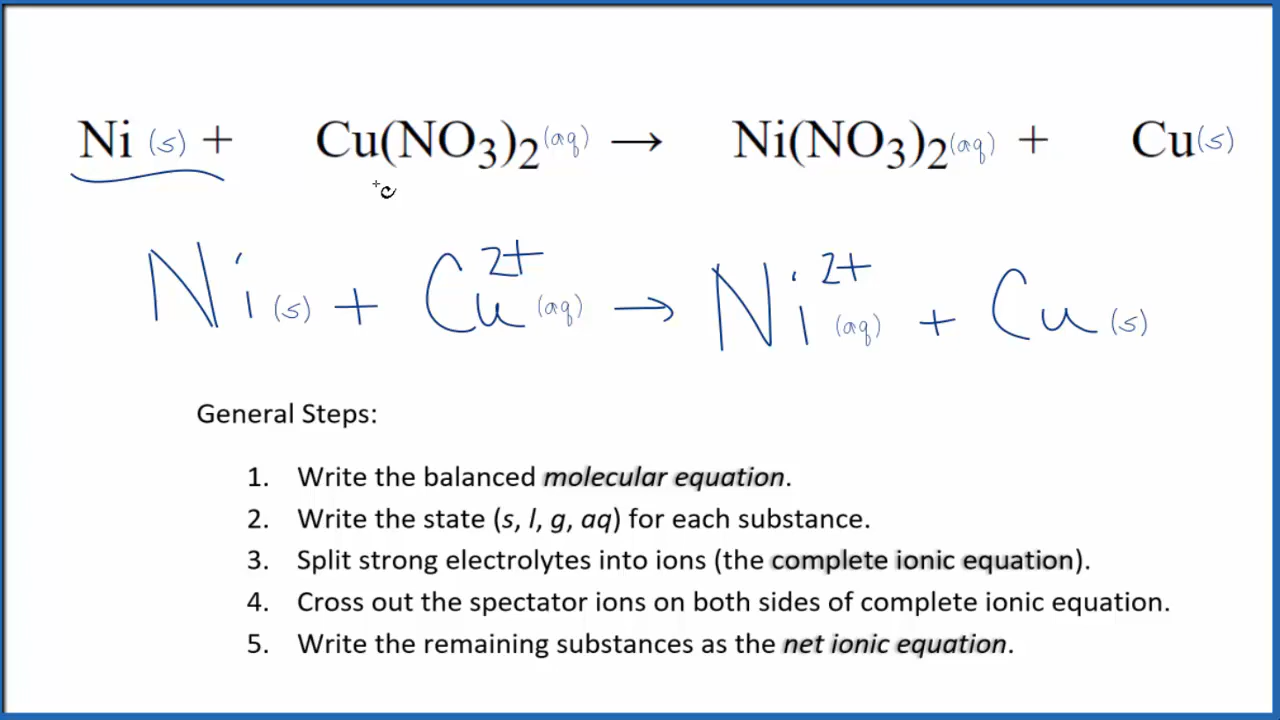 Ni (s) + Cu(NO3)2 (aq) → Ni(NO3)2 (aq) + Cu (s)
Ni (s) + Cu2+ (aq) → Ni2+ (aq) + Cu (s)
General Steps:
1. Write the balanced molecular equation.
2. Write the state (s, l, g, aq) for each substance.
3. Split strong electrolytes into ions (the complete ionic equation).
4. Cross out the spectator ions on both sides of complete ionic equation.
5. Write the remaining substances as the net ionic equation.